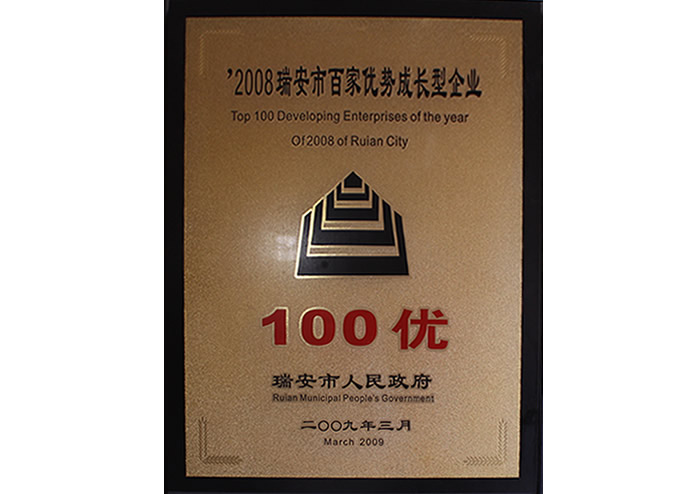 ’2008瑞安市百家优势成长型企业
Top 100 Developing Enterprises of the year
Of 2008 of Ruian City
100优
瑞安市人民政府
Ruian Municipal People's Government
二〇〇九年三月
March 2009